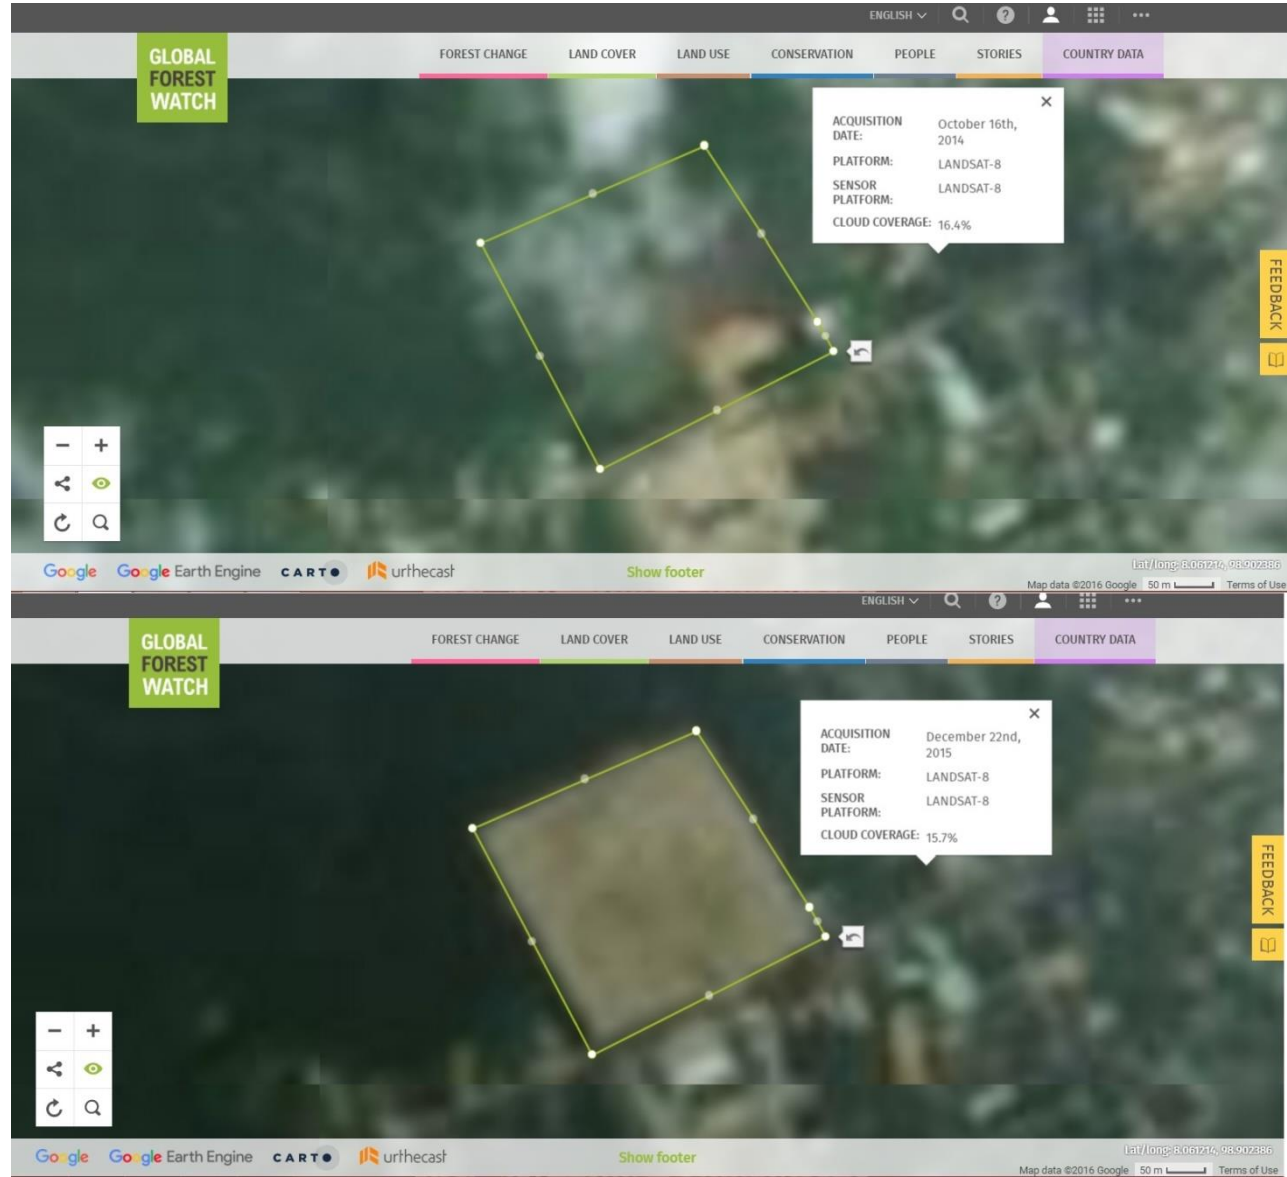 ENGLISH
GLOBAL
FOREST
WATCH
FOREST CHANGE LAND COVER LAND USE CONSERVATION PEOPLE STORIES COUNTRY DATA
ACQUISITION DATE: October 16th, 2014
PLATFORM: LANDSAT-8
SENSOR PLATFORM: LANDSAT-8
CLOUD COVERAGE: 16.4%
FEEDBACK
Google Google Earth Engine CARTO urthecast Show footer
Lat/long: 8.061214, 98.902386
Map data ©2016 Google 50 m Terms of Use
ENGLISH
GLOBAL
FOREST
WATCH
FOREST CHANGE LAND COVER LAND USE CONSERVATION PEOPLE STORIES COUNTRY DATA
ACQUISITION DATE: December 22nd, 2015
PLATFORM: LANDSAT-8
SENSOR PLATFORM: LANDSAT-8
CLOUD COVERAGE: 15.7%
FEEDBACK
Google Google Earth Engine CARTO urthecast Show footer
Lat/long: 8.061214, 98.902386
Map data ©2016 Google 50 m Terms of Use